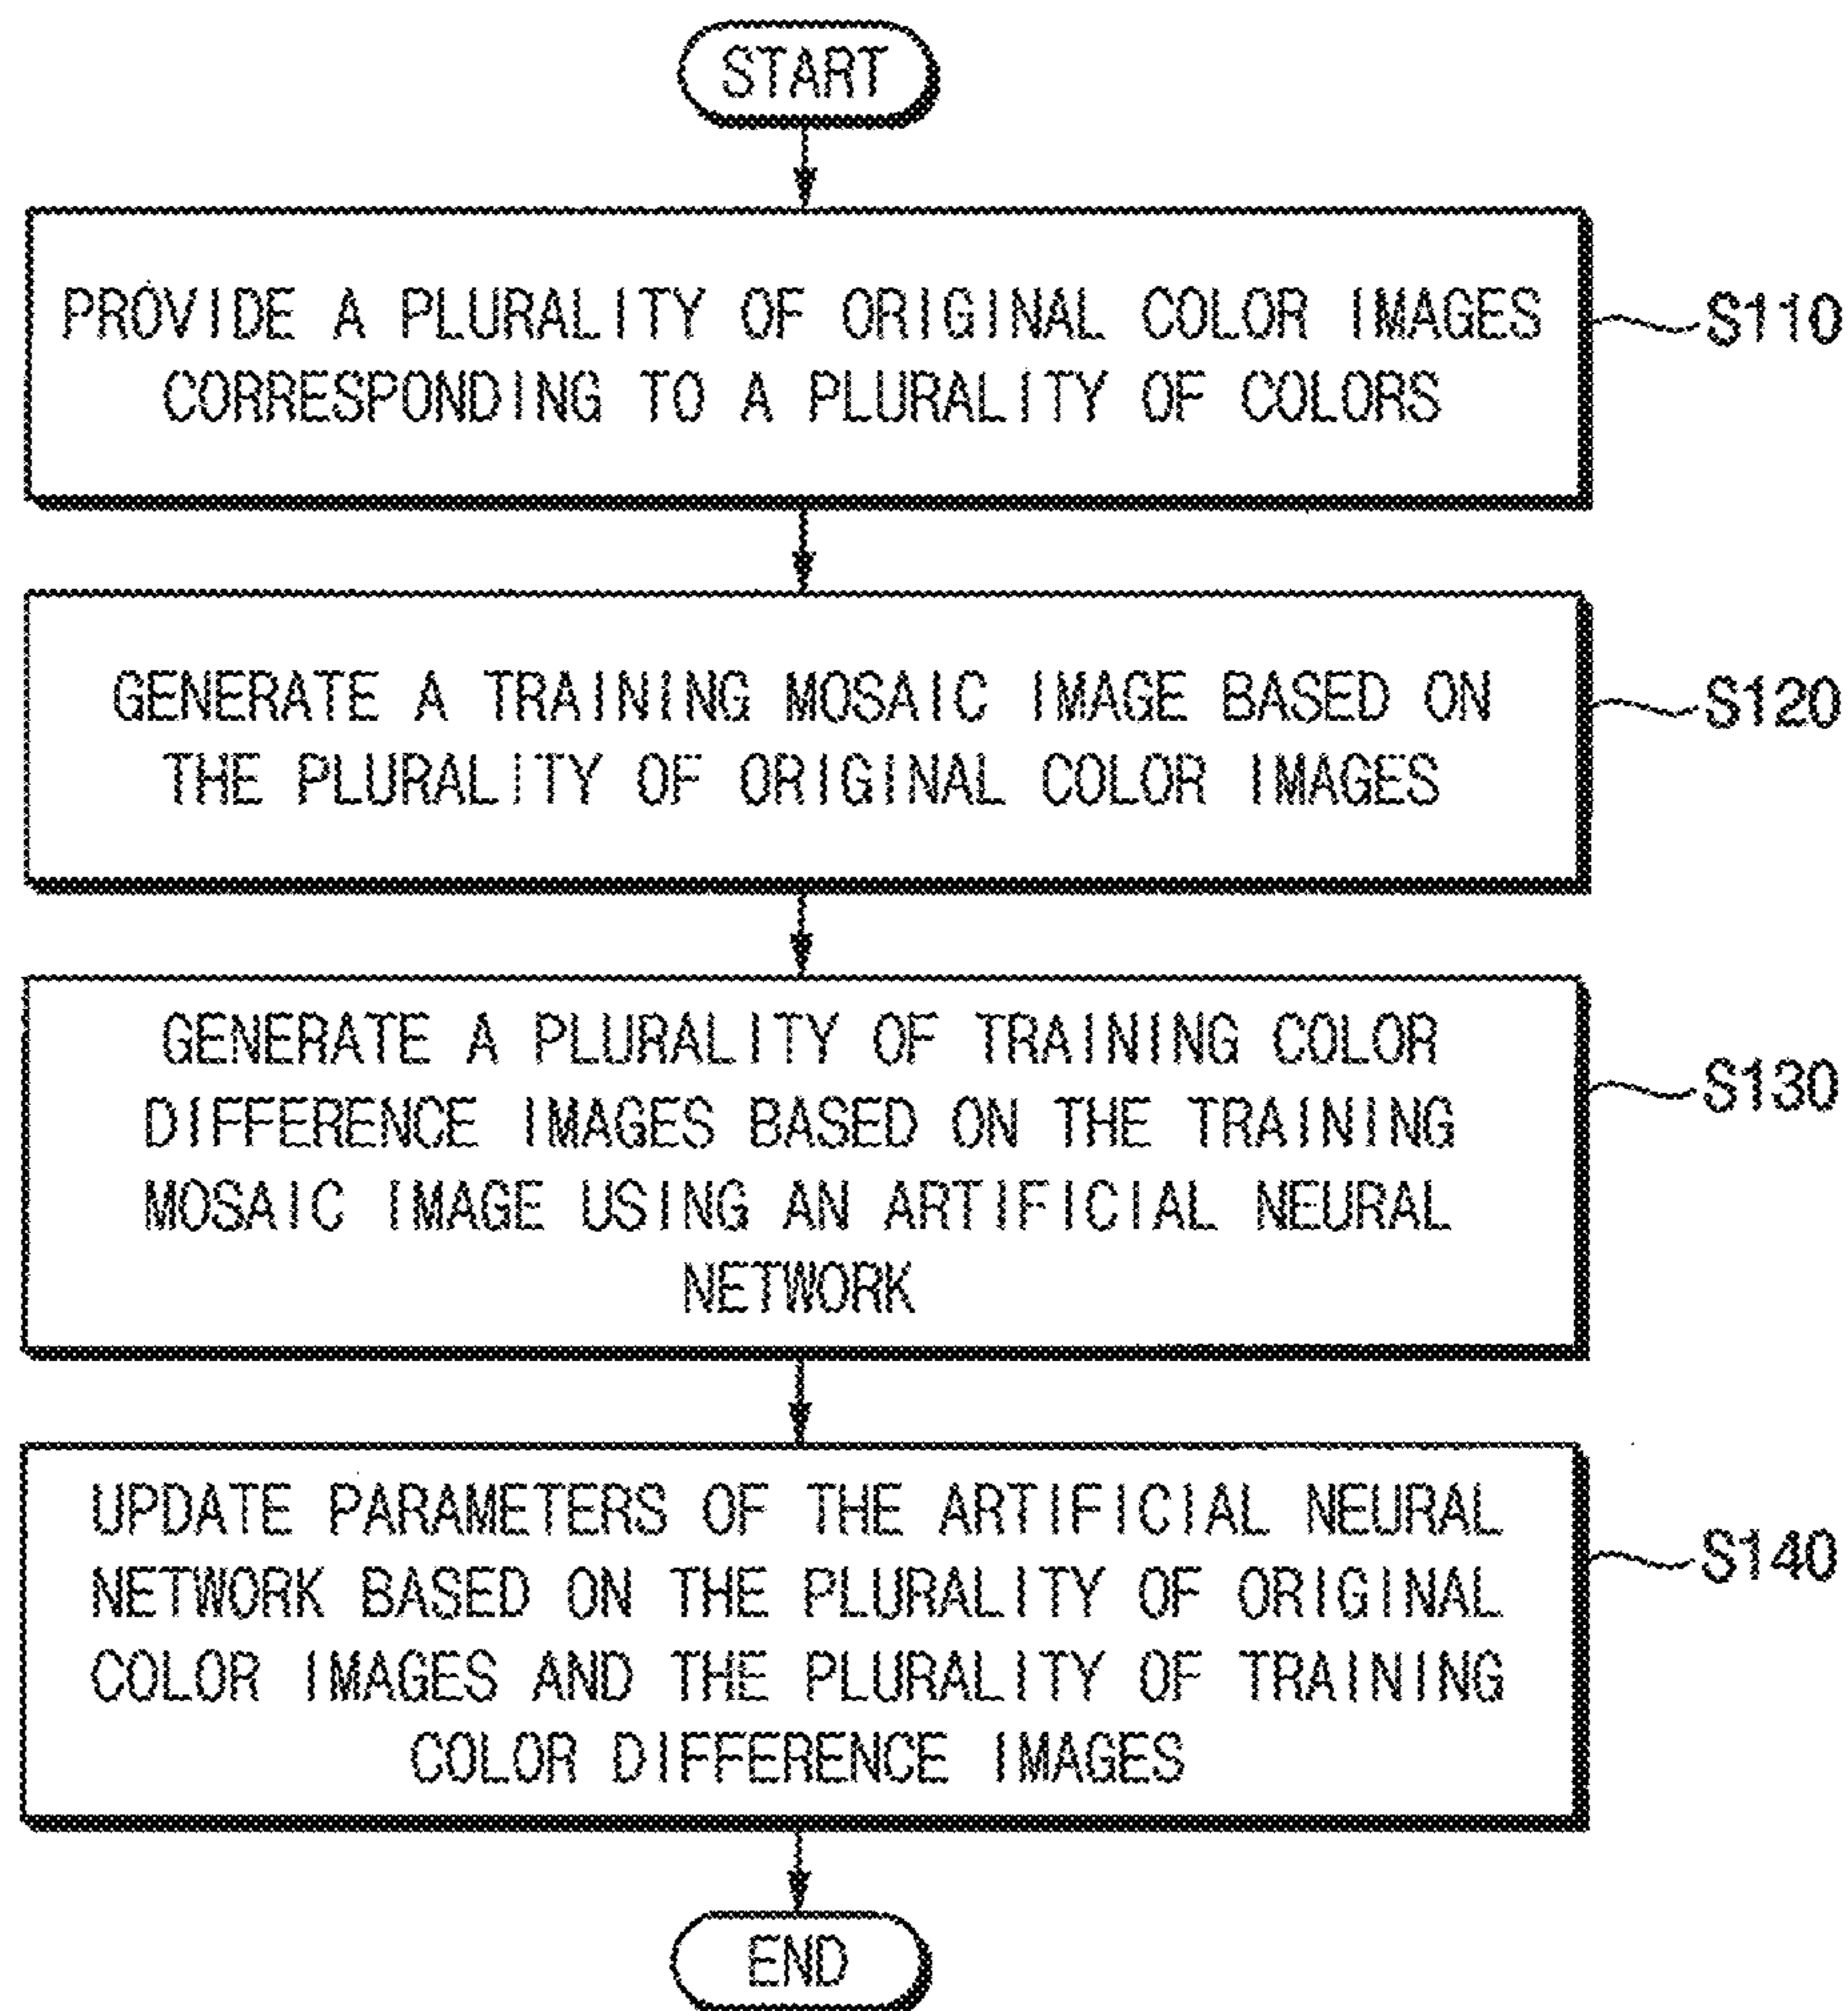 START
PROVIDE A PLURALITY OF ORIGINAL COLOR IMAGES
CORRESPONDING TO A PLURALITY OF COLORS
S110
GENERATE A TRAINING MOSAIC IMAGE BASED ON
THE PLURALITY OF ORIGINAL COLOR IMAGES
S120
GENERATE A PLURALITY OF TRAINING COLOR
DIFFERENCE IMAGES BASED ON THE TRAINING
MOSAIC IMAGE USING AN ARTIFICIAL NEURAL
NETWORK
S130
UPDATE PARAMETERS OF THE ARTIFICIAL NEURAL
NETWORK BASED ON THE PLURALITY OF ORIGINAL
COLOR IMAGES AND THE PLURALITY OF TRAINING
COLOR DIFFERENCE IMAGES
S140
END